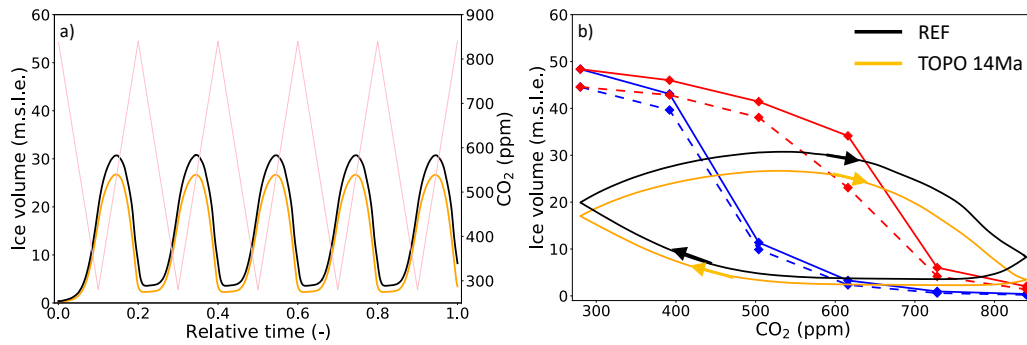 a)
Ice volume (m.s.l.e.)
60
50
40
30
20
10
0
0.0 0.2 0.4 0.6 0.8 1.0
Relative time (-)
900
800
700
600
500
400
300
CO₂ (ppm)
b)
REF
TOPO 14Ma
Ice volume (m.s.l.e.)
60
50
40
30
20
10
0
300 400 500 600 700 800
CO₂ (ppm)